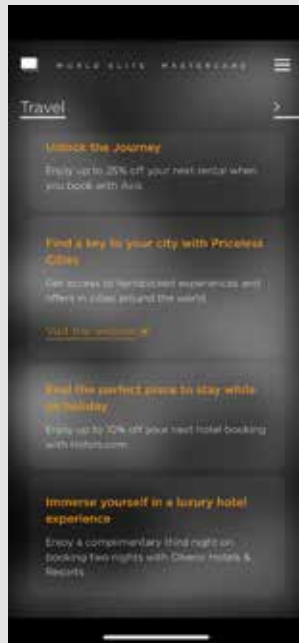 WORLD ELITE MASTERCARD
Travel
Unlock the Journey
Enjoy up to 25% off your next rental when
you book with Avis
Find a key to your city with Priceless
Cities
Get access to handpicked experiences and
offers in cities around the world.
Visit the website
Find the perfect place to stay while
on holiday
Enjoy up to 10% off your next hotel booking
with Hotels.com
Immerse yourself in a luxury hotel
experience
Enjoy a complimentary third night on
booking two nights with Oberoi Hotels &
Resorts